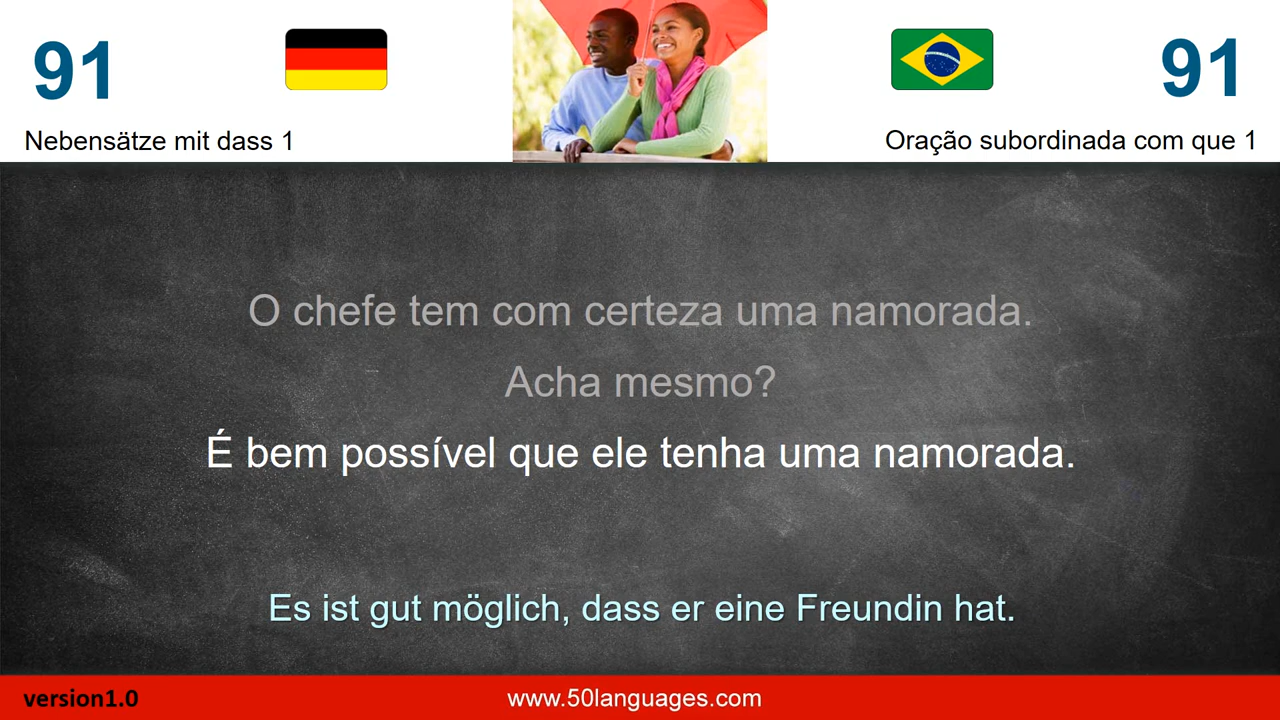 91
91
Nebensätze mit dass 1
Oração subordinada com que 1
O chefe tem com certeza uma namorada.
Acha mesmo?
É bem possível que ele tenha uma namorada.
Es ist gut möglich, dass er eine Freundin hat.
version1.0
www.50languages.com